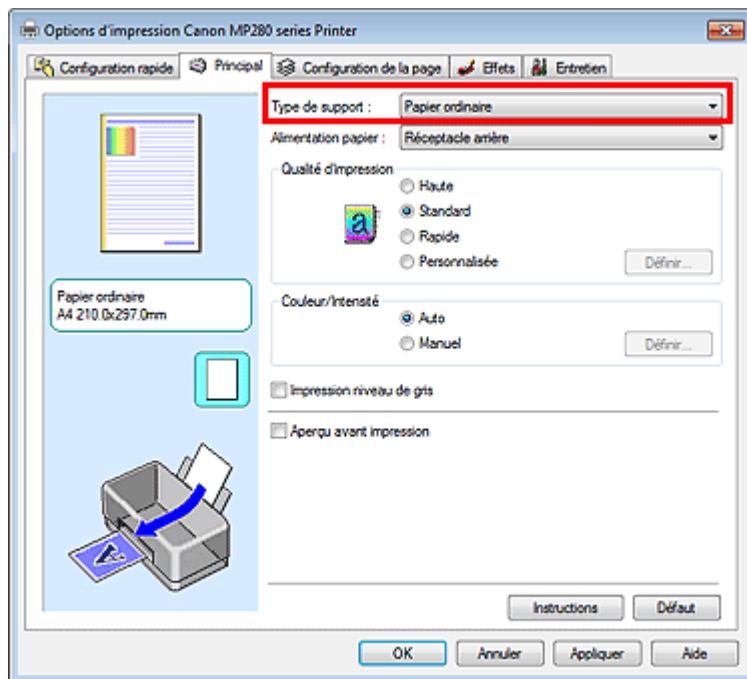 Options d'impression Canon MP280 series Printer
Configuration rapide Principal Configuration de la page Effets Entretien
Type de support : Papier ordinaire
Alimentation papier : Réceptacle arrière
Qualité d'impression
Haute
Standard
Rapide
Personnalisée Définir...
Papier ordinaire
A4 210.0x297.0mm
Couleur/Intensité
Auto
Manuel Définir...
Impression niveau de gris
Aperçu avant impression
Instructions Défaut
OK Annuler Appliquer Aide